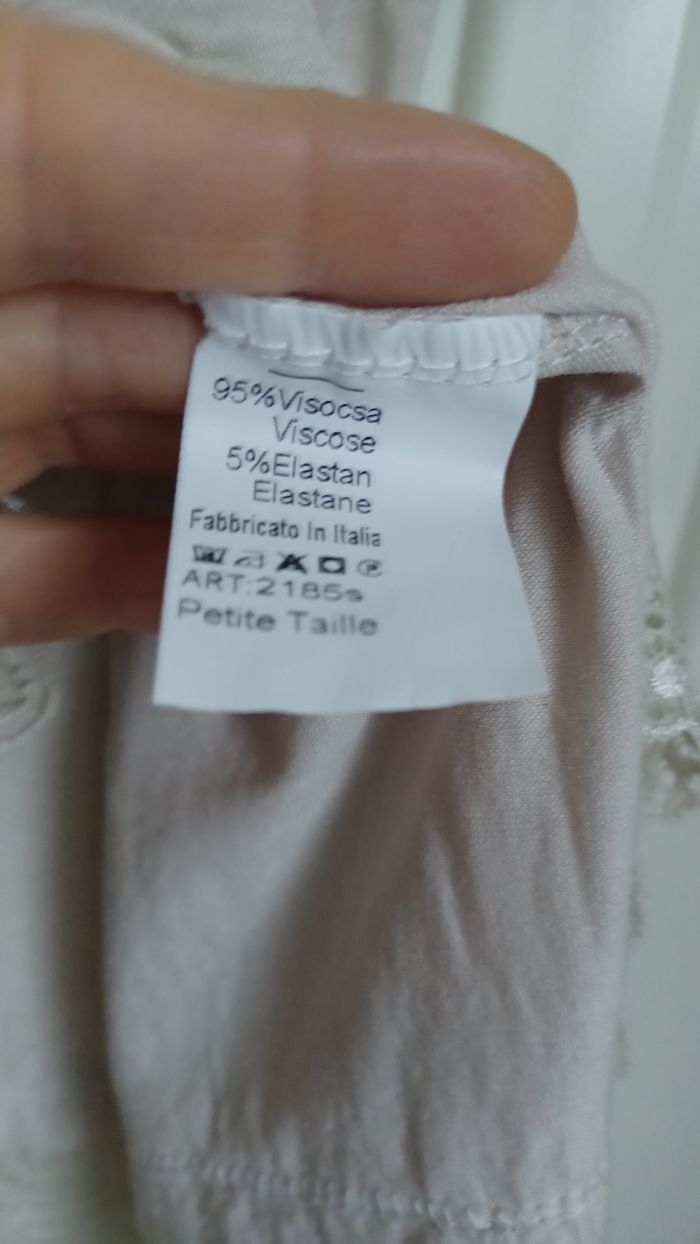 95%Visocsa
Viscose
5%Elastan
Elastane
Fabbricato In Italia
ART:2185s
Petite Taille